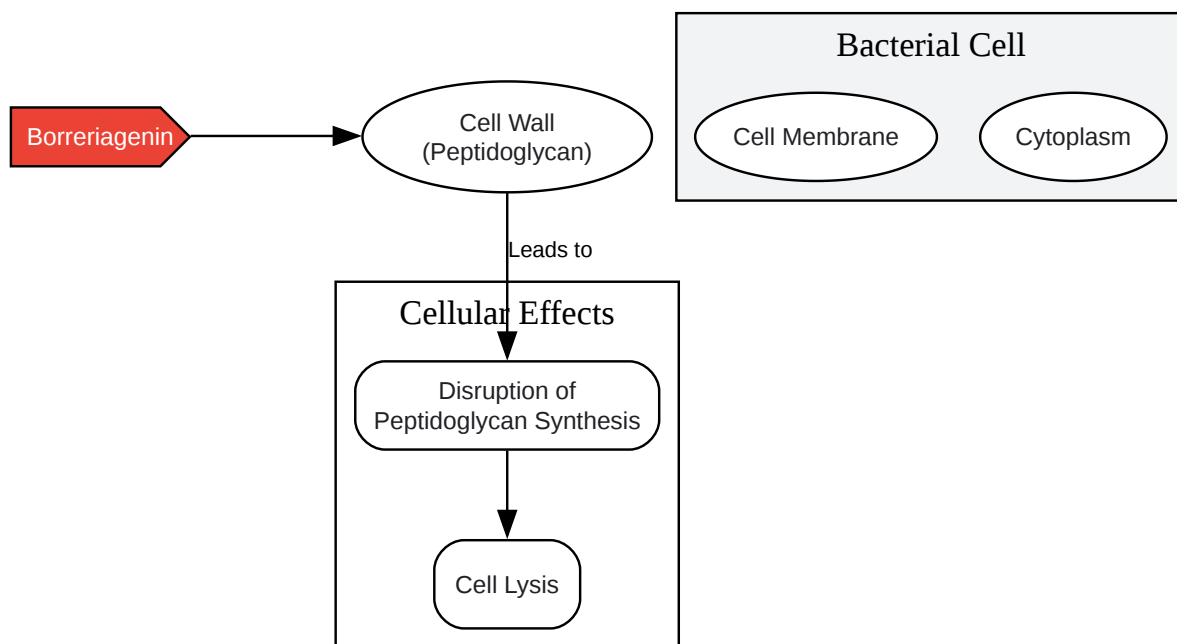 Bacterial Cell
Borreriagenin
Cell Wall
(Peptidoglycan)
Cell Membrane
Cytoplasm
Leads to
Cellular Effects
Disruption of
Peptidoglycan Synthesis
Cell Lysis